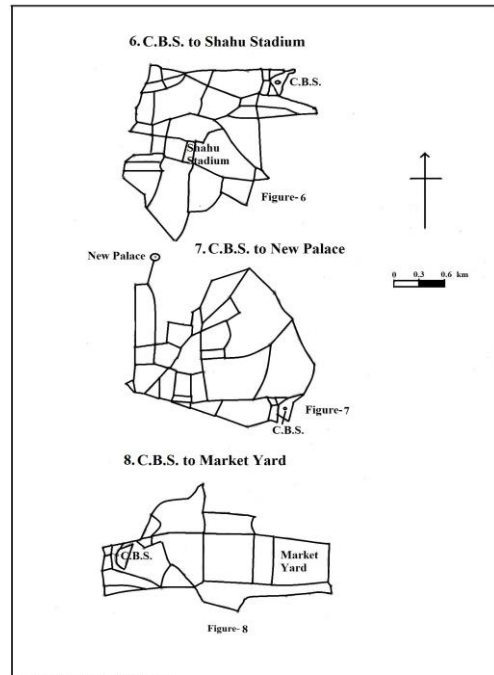 6. C.B.S. to Shahu Stadium
C.B.S.
Shahu
Stadium
Figure- 6
New Palace
7. C.B.S. to New Palace
0 0.3 0.6 km
Figure-7
C.B.S.
8. C.B.S. to Market Yard
C.B.S.
Market
Yard
Figure- 8